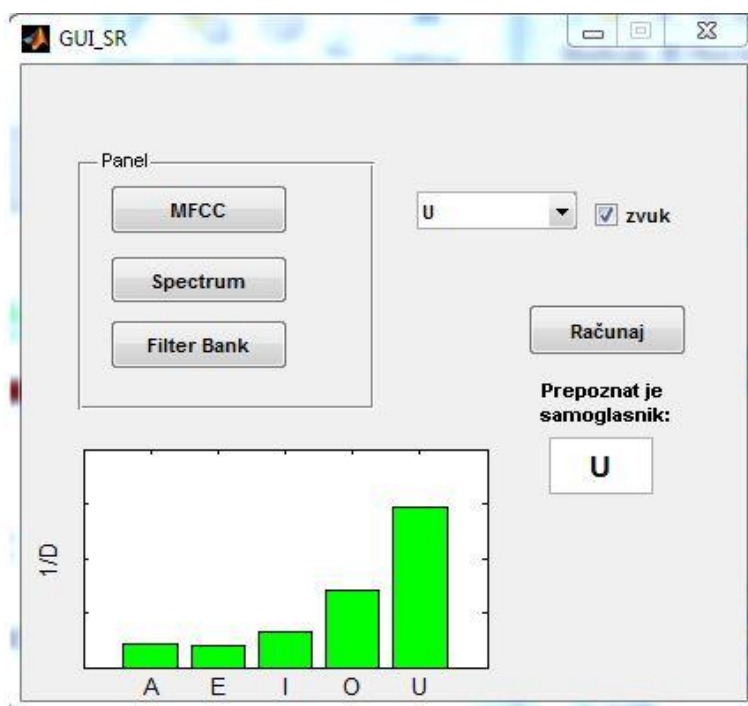 GUI_SR
Panel
MFCC
Spectrum
Filter Bank
U
zvuk
Računaj
Prepoznat je
samoglasnik:
U
1/D
A E I O U